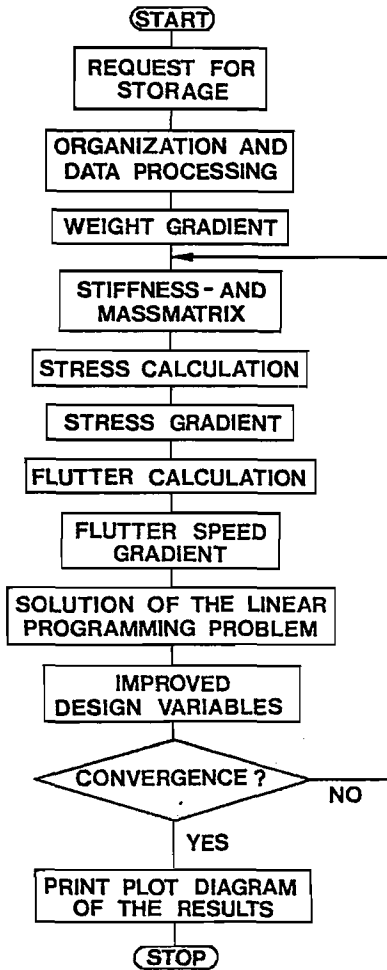 START
REQUEST FOR
STORAGE
ORGANIZATION AND
DATA PROCESSING
WEIGHT GRADIENT
STIFFNESS- AND
MASSMATRIX
STRESS CALCULATION
STRESS GRADIENT
FLUTTER CALCULATION
FLUTTER SPEED
GRADIENT
SOLUTION OF THE LINEAR
PROGRAMMING PROBLEM
IMPROVED
DESIGN VARIABLES
CONVERGENCE ?
NO
YES
PRINT PLOT DIAGRAM
OF THE RESULTS
STOP